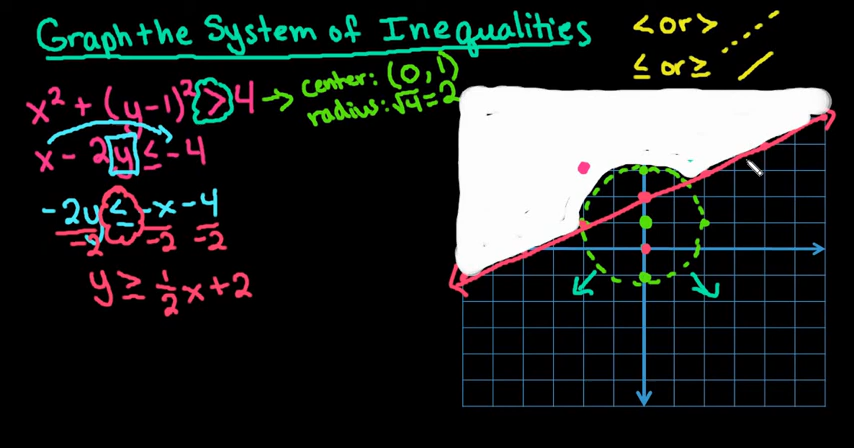 Graph the System of Inequalities
< or >
≤ or ≥
x² + (y-1)² > 4 → center: (0, 1)
radius: √4 = 2
x - 2y ≤ -4
-2y ≤ -x -4
-2 -2 -2
y ≥ 1/2 x + 2